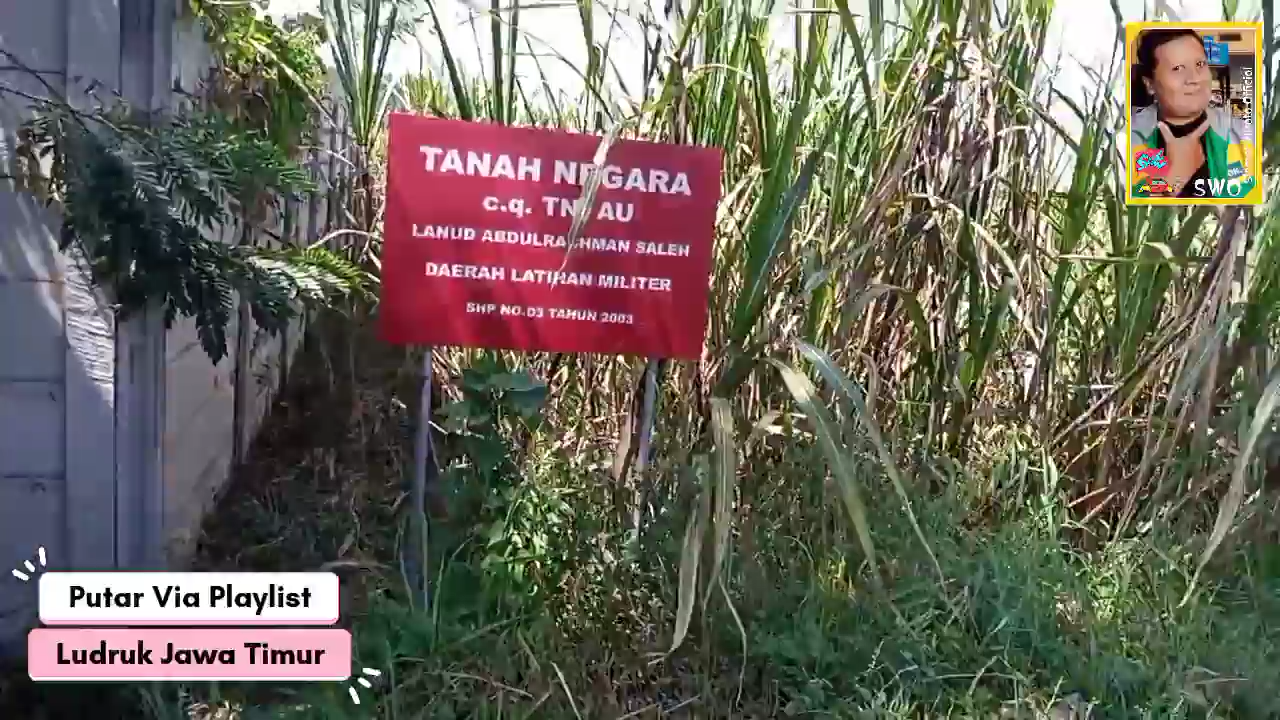 TANAH NEGARA
c.q. TNI AU
LANUD ABDULRACHMAN SALEH
DAERAH LATIHAN MILITER
SHP NO.03 TAHUN 2003
SWO
Putar Via Playlist
Ludruk Jawa Timur